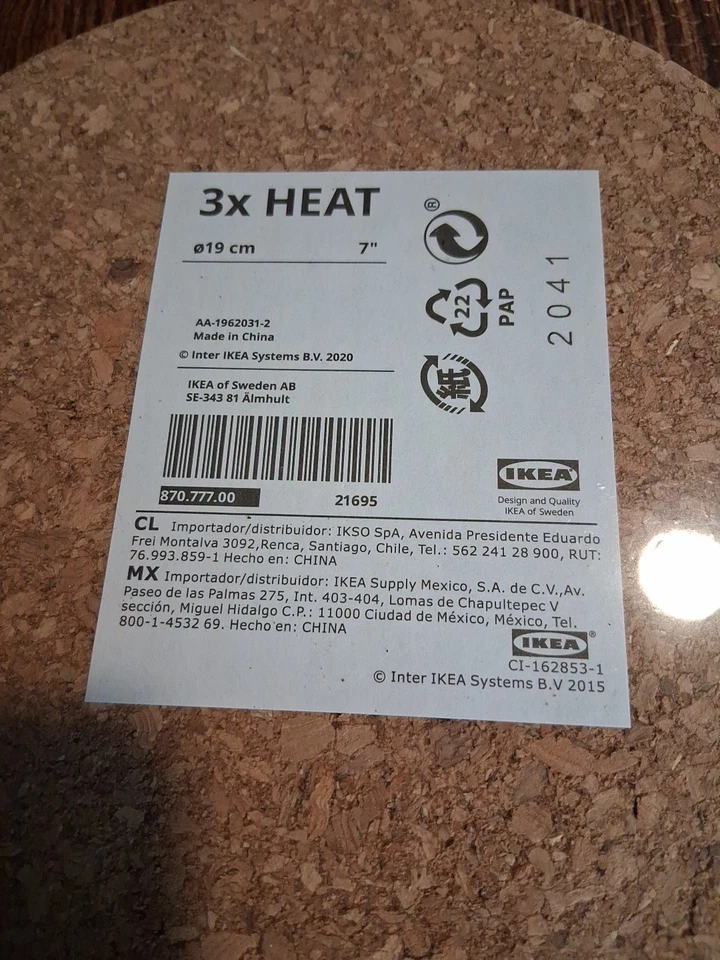 3x HEAT
ø19 cm 7"
AA-1962031-2
Made in China
© Inter IKEA Systems B.V. 2020
IKEA of Sweden AB
SE-343 81 Älmhult
870.777.00 21695
®
22
PAP
紙
2041
IKEA
Design and Quality
IKEA of Sweden
CL Importador/distribuidor: IKSO SpA, Avenida Presidente Eduardo
Frei Montalva 3092,Renca, Santiago, Chile, Tel.: 562 241 28 900, RUT:
76.993.859-1 Hecho en: CHINA
MX Importador/distribuidor: IKEA Supply Mexico, S.A. de C.V.,Av.
Paseo de las Palmas 275, Int. 403-404, Lomas de Chapultepec V
sección, Miguel Hidalgo C.P.: 11000 Ciudad de México, México, Tel.
800-1-4532 69. Hecho en: CHINA
IKEA®
CI-162853-1
© Inter IKEA Systems B.V 2015